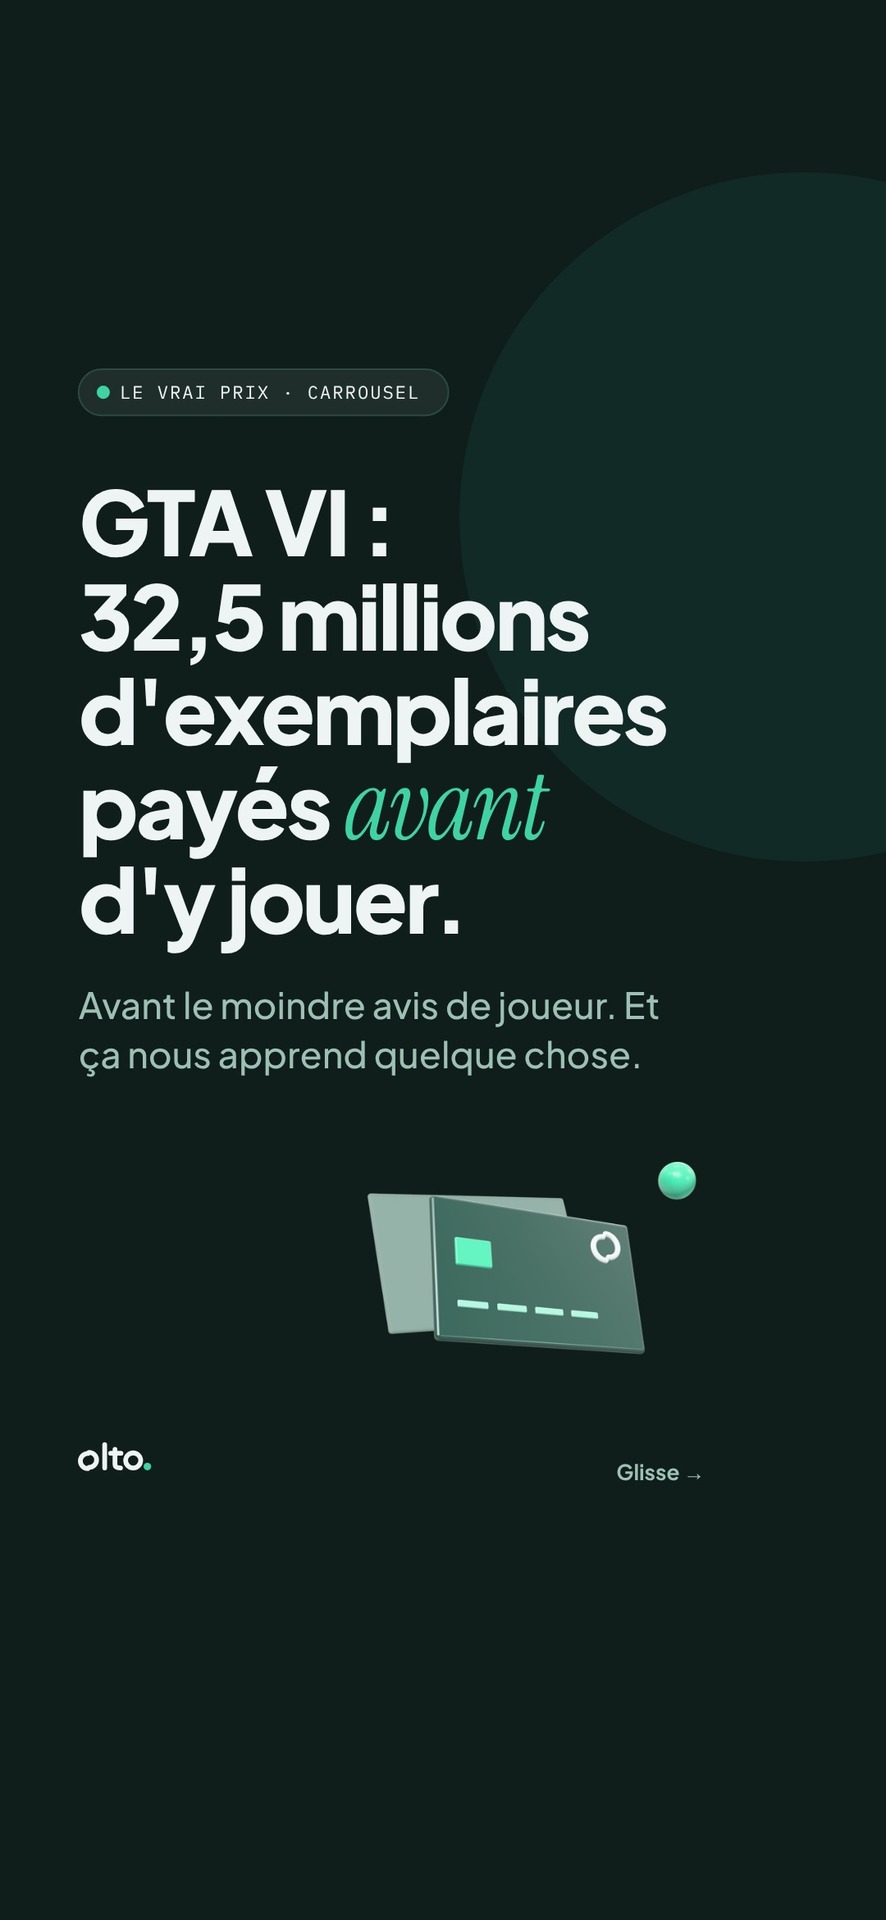 LE VRAI PRIX · CARROUSEL
GTA VI :
32,5 millions
d'exemplaires
payés avant
d'y jouer.
Avant le moindre avis de joueur. Et
ça nous apprend quelque chose.
olto.
Glisse →